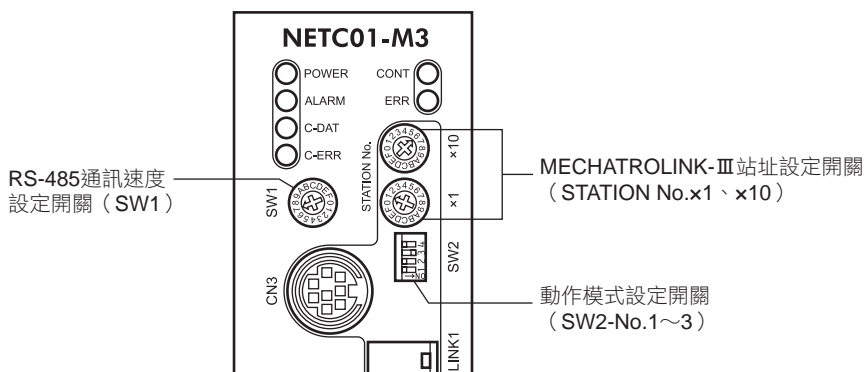 NETC01-M3
POWER
CONT
ALARM
ERR
C-DAT
C-ERR
STATION No.
×10
×1
SW1
SW2
CN3
LINK1
RS-485通訊速度
設定開關（SW1）
MECHATROLINK-Ⅲ站址設定開關
（STATION No.×1、×10）
動作模式設定開關
（SW2-No.1～3）